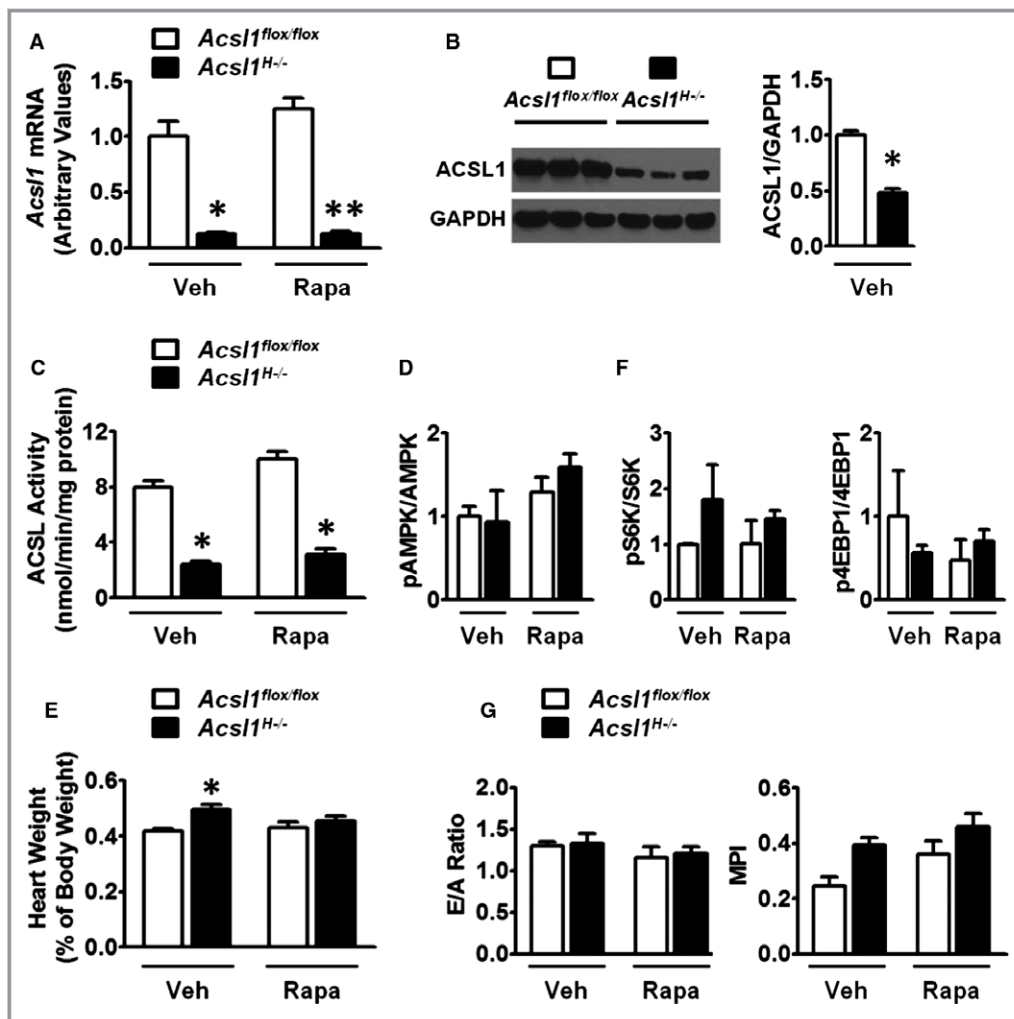 A
Acsl1flox/flox
Acsl1H-/-
Acsl1 mRNA
(Arbitrary Values)
1.5
1.0
0.5
0.0
*
**
Veh
Rapa
B
Acsl1flox/flox
Acsl1H-/-
ACSL1
GAPDH
ACSL1/GAPDH
1.5
1.0
0.5
0.0
*
Veh
C
Acsl1flox/flox
Acsl1H-/-
ACSL Activity
(nmol/min/mg protein)
12
8
4
0
*
*
Veh
Rapa
D
pAMPK/AMPK
2
1
0
Veh
Rapa
F
pS6K/S6K
3
2
1
0
Veh
Rapa
p4EBP1/4EBP1
2
1
0
Veh
Rapa
E
Acsl1flox/flox
Acsl1H-/-
Heart Weight
(% of Body Weight)
0.6
0.4
0.2
0.0
*
Veh
Rapa
G
Acsl1flox/flox
Acsl1H-/-
E/A Ratio
2.0
1.5
1.0
0.5
0.0
Veh
Rapa
MPI
0.6
0.4
0.2
0.0
Veh
Rapa